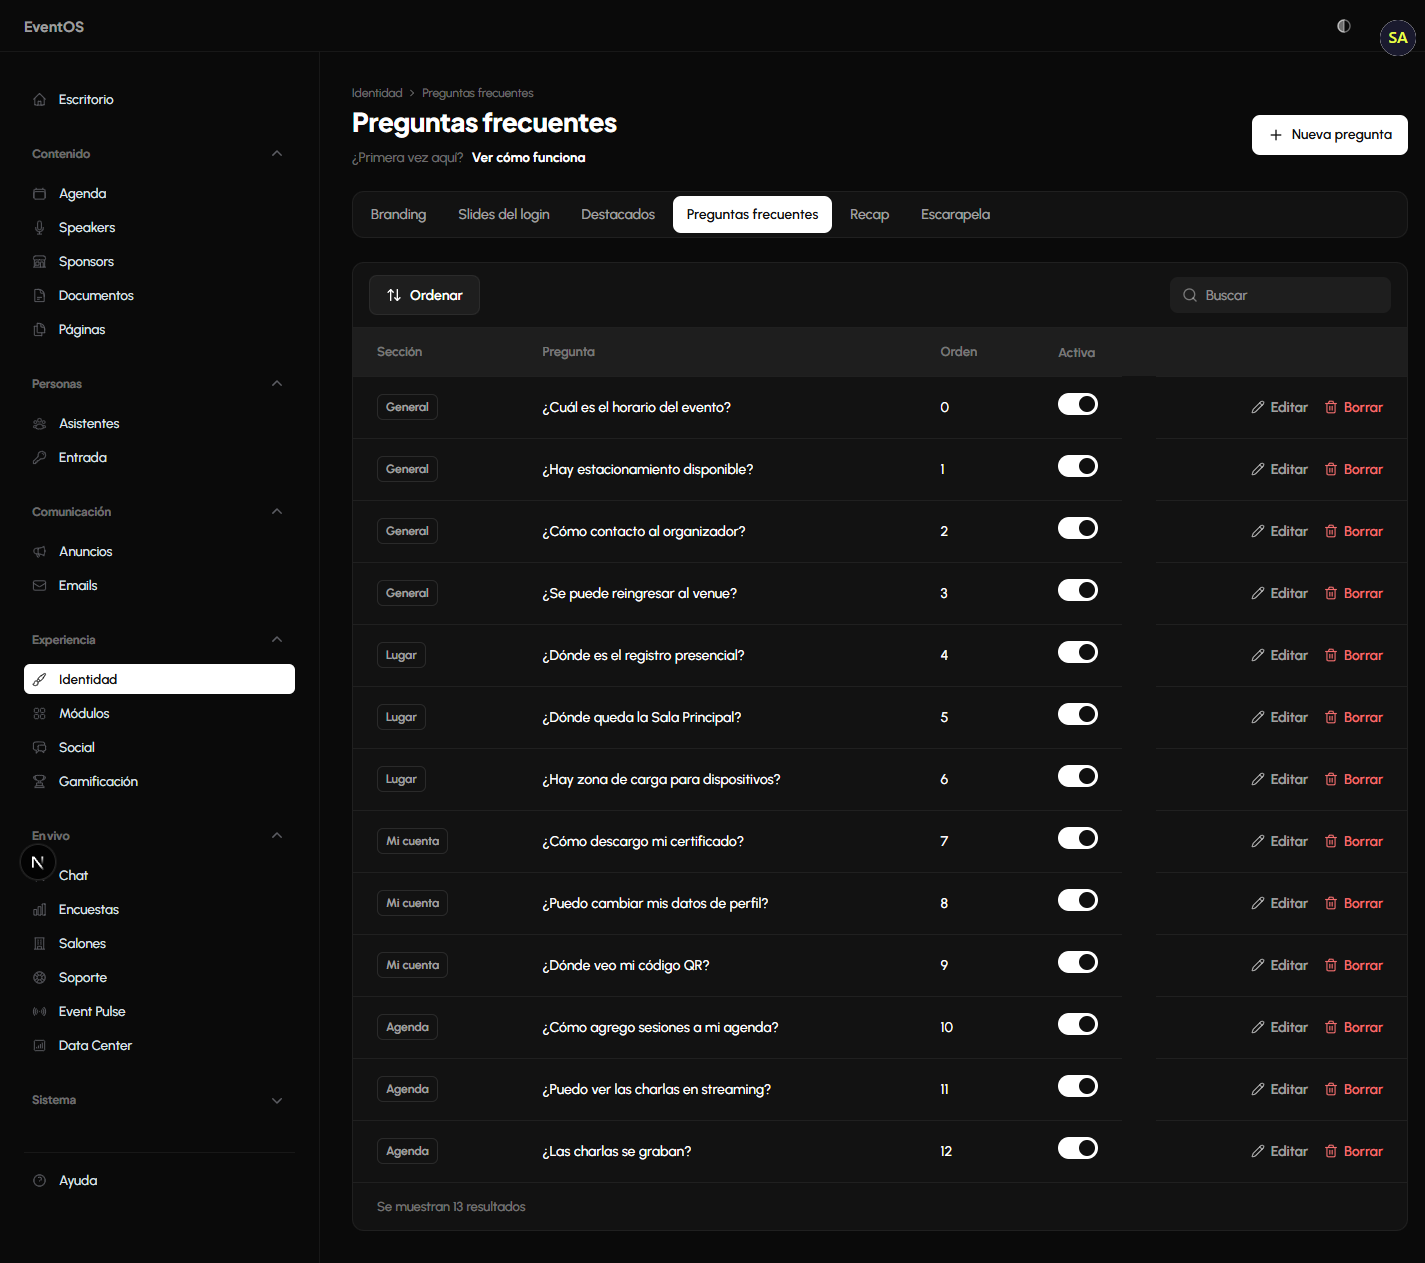 EventOS
SA
Escritorio
Contenido
Agenda
Speakers
Sponsors
Documentos
Páginas
Personas
Asistentes
Entrada
Comunicación
Anuncios
Emails
Experiencia
Identidad
Módulos
Social
Gamificación
En vivo
N
Chat
Encuestas
Salones
Soporte
Event Pulse
Data Center
Sistema
Ayuda
Identidad > Preguntas frecuentes
Preguntas frecuentes
¿Primera vez aquí? Ver cómo funciona
+ Nueva pregunta
Branding Slides del login Destacados Preguntas frecuentes Recap Escarapela
Ordenar Buscar
Sección Pregunta Orden Activa
General ¿Cuál es el horario del evento? 0 Editar Borrar
General ¿Hay estacionamiento disponible? 1 Editar Borrar
General ¿Cómo contacto al organizador? 2 Editar Borrar
General ¿Se puede reingresar al venue? 3 Editar Borrar
Lugar ¿Dónde es el registro presencial? 4 Editar Borrar
Lugar ¿Dónde queda la Sala Principal? 5 Editar Borrar
Lugar ¿Hay zona de carga para dispositivos? 6 Editar Borrar
Mi cuenta ¿Cómo descargo mi certificado? 7 Editar Borrar
Mi cuenta ¿Puedo cambiar mis datos de perfil? 8 Editar Borrar
Mi cuenta ¿Dónde veo mi código QR? 9 Editar Borrar
Agenda ¿Cómo agrego sesiones a mi agenda? 10 Editar Borrar
Agenda ¿Puedo ver las charlas en streaming? 11 Editar Borrar
Agenda ¿Las charlas se graban? 12 Editar Borrar
Se muestran 13 resultados